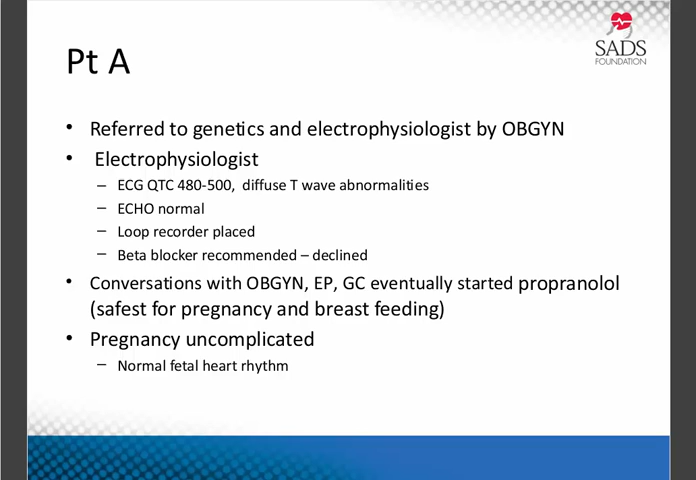 SADS
FOUNDATION
Pt A
• Referred to genetics and electrophysiologist by OBGYN
• Electrophysiologist
– ECG QTC 480-500, diffuse T wave abnormalities
– ECHO normal
– Loop recorder placed
– Beta blocker recommended – declined
• Conversations with OBGYN, EP, GC eventually started propranolol
(safest for pregnancy and breast feeding)
• Pregnancy uncomplicated
– Normal fetal heart rhythm